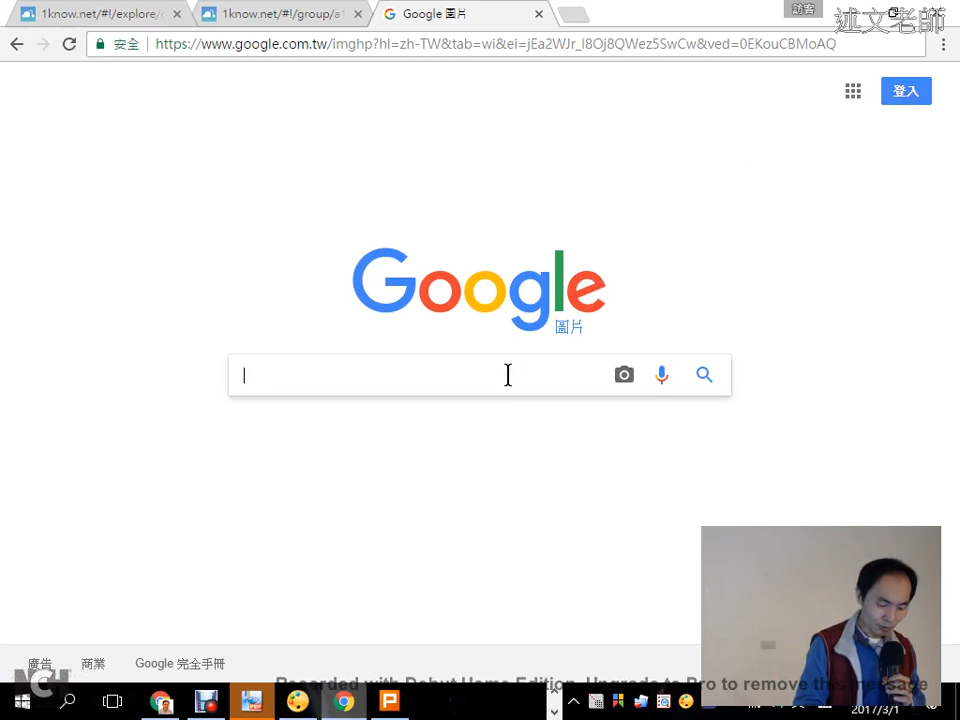 1know.net/#!/explore/
1know.net/#!/group/a1
Google 圖片
訪客
述文老師
安全
https://www.google.com.tw/imghp?hl=zh-TW&tab=wi&ei=jEa2WJr_I8Oj8QWez5SwCw&ved=0EKouCBMoAQ
登入
Google
圖片
廣告
商業
Google 完全手冊
NCH
Recorded with Debut Home Edition. Upgrade to Pro to remove this message
2017/3/1